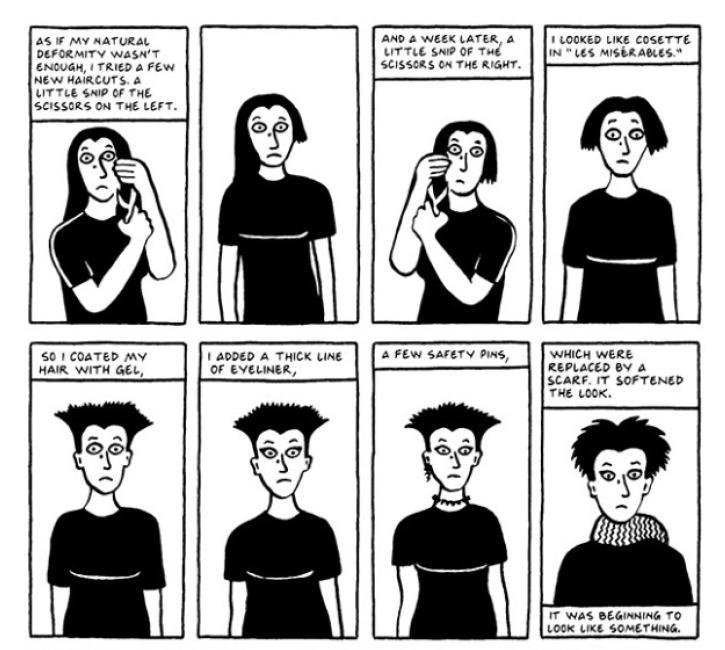 AS IF MY NATURAL
DEFORMITY WASN'T
ENOUGH, I TRIED A FEW
NEW HAIRCUTS. A
LITTLE SNIP OF THE
SCISSORS ON THE LEFT.
AND A WEEK LATER, A
LITTLE SNIP OF THE
SCISSORS ON THE RIGHT.
I LOOKED LIKE COSETTE
IN "LES MISÉRABLES."
SO I COATED MY
HAIR WITH GEL,
I ADDED A THICK LINE
OF EYELINER,
A FEW SAFETY PINS,
WHICH WERE
REPLACED BY A
SCARF. IT SOFTENED
THE LOOK.
IT WAS BEGINNING TO
LOOK LIKE SOMETHING.